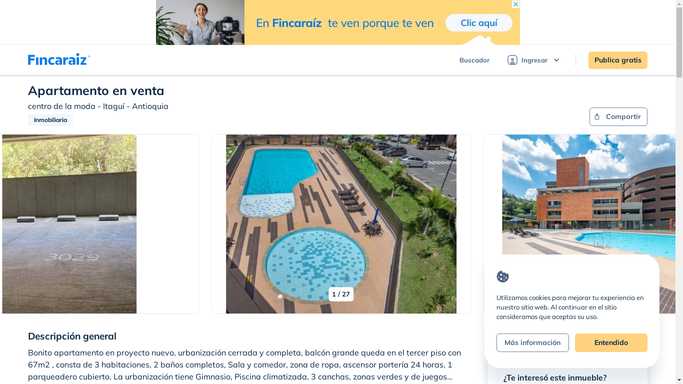 En Fincaraíz te ven porque te ven
Clic aquí
Fincaraiz
Buscador
Ingresar
Publica gratis
Apartamento en venta
centro de la moda - Itaguí - Antioquia
Inmobiliaria
Compartir
3029
1 / 27
Utilizamos cookies para mejorar tu experiencia en
nuestro sitio web. Al continuar en el sitio
consideramos que aceptas su uso.
Más información
Entendido
Descripción general
Bonito apartamento en proyecto nuevo, urbanización cerrada y completa, balcón grande queda en el tercer piso con
67m2 , consta de 3 habitaciones, 2 baños completos, Sala y comedor, zona de ropa, ascensor portería 24 horas, 1
parqueadero cubierto. La urbanización tiene Gimnasio, Piscina climatizada, 3 canchas, zonas verdes y de juegos...
¿Te interesó este inmueble?